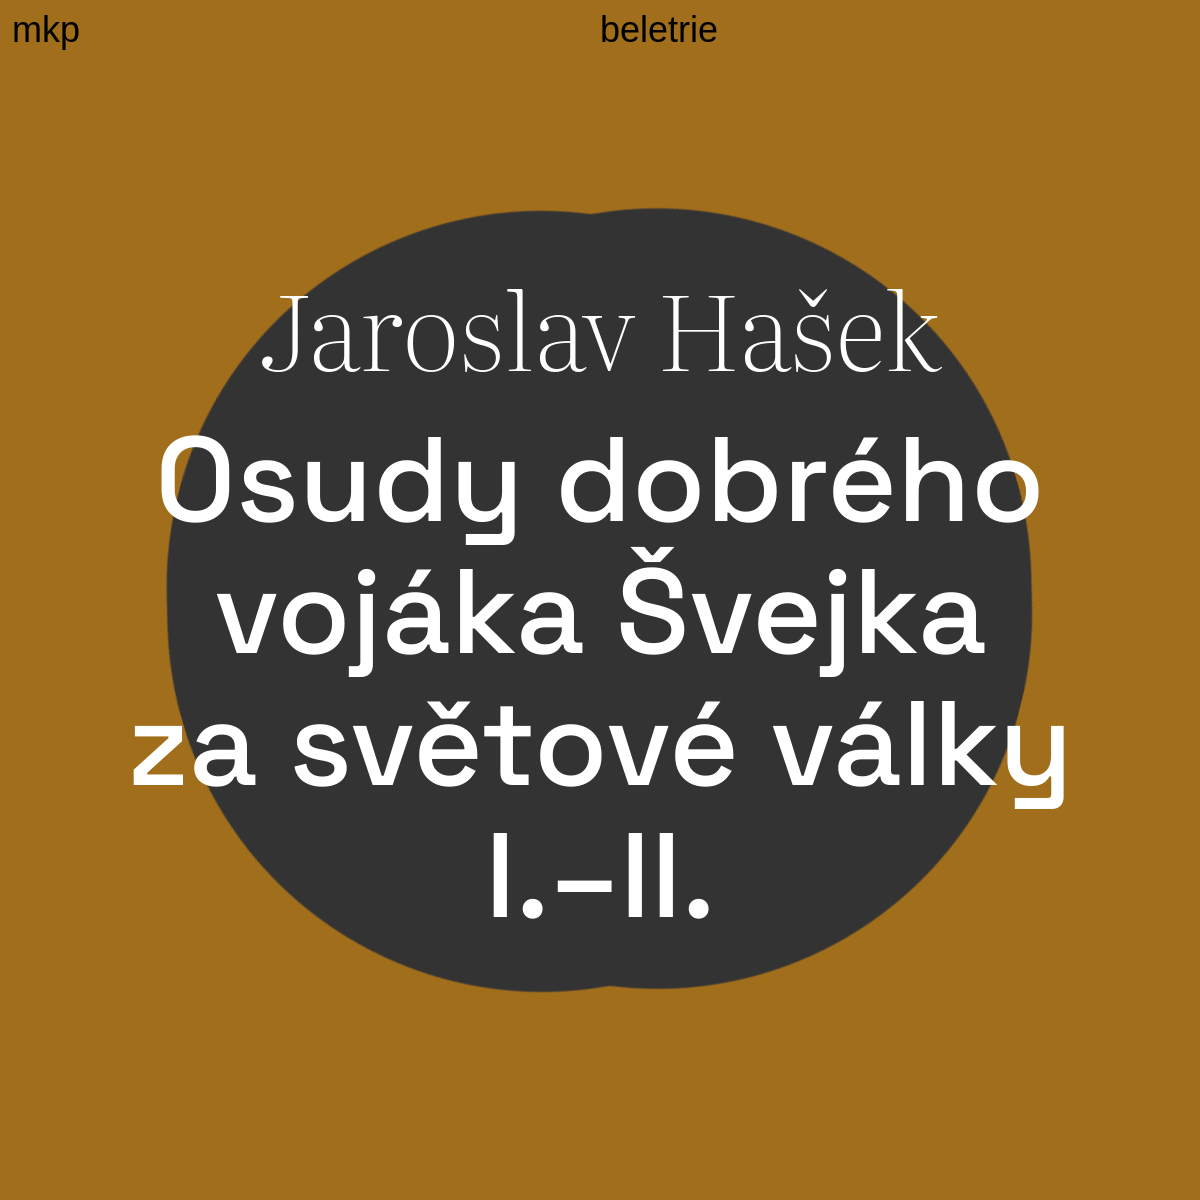 mkp
beletrie
Jaroslav Hašek
Osudy dobrého
vojáka Švejka
za světové války
I.–II.